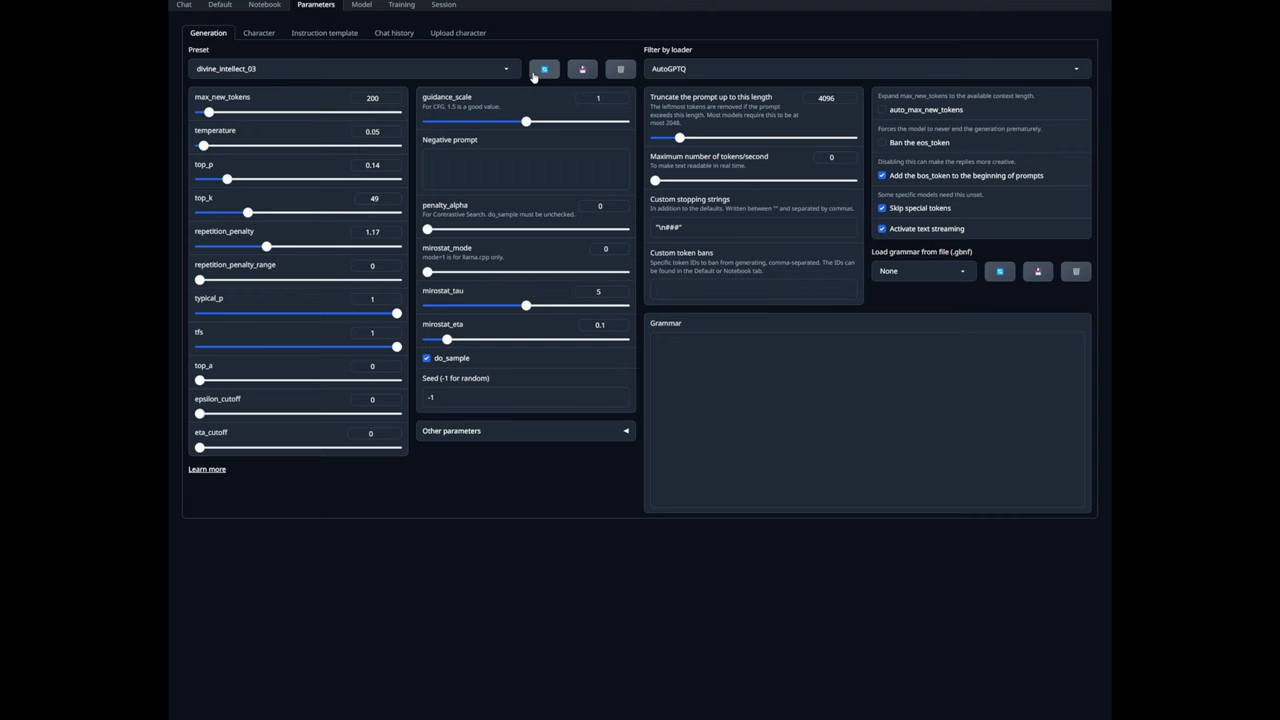 Chat Default Notebook Parameters Model Training Session
Generation Character Instruction template Chat history Upload character
Preset
divine_intellect_03
Filter by loader
AutoGPTQ
max_new_tokens 200
temperature 0.05
top_p 0.14
top_k 49
repetition_penalty 1.17
repetition_penalty_range 0
typical_p 1
tfs 1
top_a 0
epsilon_cutoff 0
eta_cutoff 0
Learn more
guidance_scale 1
For CFG. 1.5 is a good value.
Negative prompt
penalty_alpha 0
For Contrastive Search. do_sample must be unchecked.
mirostat_mode 0
mode=1 is for llama.cpp only.
mirostat_tau 5
mirostat_eta 0.1
do_sample
Seed (-1 for random)
-1
Other parameters
Truncate the prompt up to this length 4096
The leftmost tokens are removed if the prompt
exceeds this length. Most models require this to be at
most 2048.
Maximum number of tokens/second 0
To make text readable in real time.
Custom stopping strings
In addition to the defaults. Written between "" and separated by commas.
"\n###"
Custom token bans
Specific token IDs to ban from generating, comma-separated. The IDs
can be found in the Default or Notebook tab.
Expand max_new_tokens to the available context length.
auto_max_new_tokens
Forces the model to never end the generation prematurely.
Ban the eos_token
Disabling this can make the replies more creative.
Add the bos_token to the beginning of prompts
Some specific models need this unset.
Skip special tokens
Activate text streaming
Load grammar from file (.gbnf)
None
Grammar